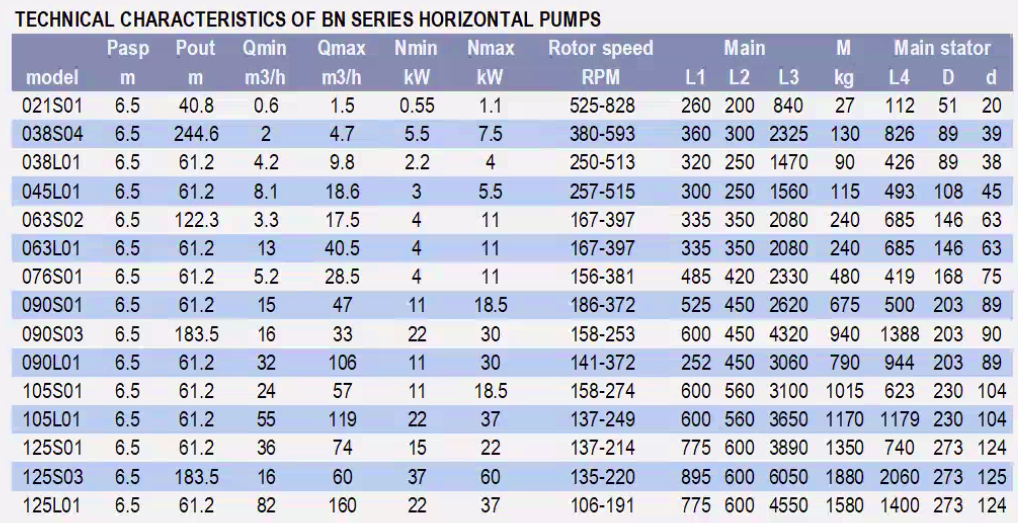 TECHNICAL CHARACTERISTICS OF BN SERIES HORIZONTAL PUMPS
Pasp Pout Qmin Qmax Nmin Nmax Rotor speed Main M Main stator
model m m m3/h m3/h kW kW RPM L1 L2 L3 kg L4 D d
021S01 6.5 40.8 0.6 1.5 0.55 1.1 525-828 260 200 840 27 112 51 20
038S04 6.5 244.6 2 4.7 5.5 7.5 380-593 360 300 2325 130 826 89 39
038L01 6.5 61.2 4.2 9.8 2.2 4 250-513 320 250 1470 90 426 89 38
045L01 6.5 61.2 8.1 18.6 3 5.5 257-515 300 250 1560 115 493 108 45
063S02 6.5 122.3 3.3 17.5 4 11 167-397 335 350 2080 240 685 146 63
063L01 6.5 61.2 13 40.5 4 11 167-397 335 350 2080 240 685 146 63
076S01 6.5 61.2 5.2 28.5 4 11 156-381 485 420 2330 480 419 168 75
090S01 6.5 61.2 15 47 11 18.5 186-372 525 450 2620 675 500 203 89
090S03 6.5 183.5 16 33 22 30 158-253 600 450 4320 940 1388 203 90
090L01 6.5 61.2 32 106 11 30 141-372 252 450 3060 790 944 203 89
105S01 6.5 61.2 24 57 11 18.5 158-274 600 560 3100 1015 623 230 104
105L01 6.5 61.2 55 119 22 37 137-249 600 560 3650 1170 1179 230 104
125S01 6.5 61.2 36 74 15 22 137-214 775 600 3890 1350 740 273 124
125S03 6.5 183.5 16 60 37 60 135-220 895 600 6050 1880 2060 273 125
125L01 6.5 61.2 82 160 22 37 106-191 775 600 4550 1580 1400 273 124